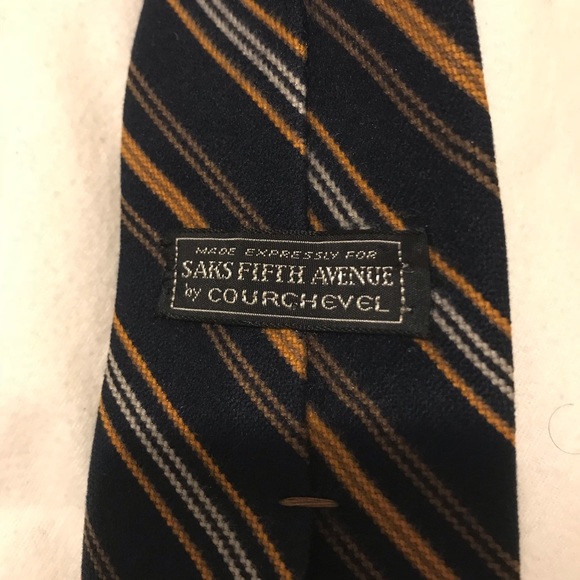 MADE EXPRESSLY FOR
SAKS FIFTH AVENUE
by COURCHEVEL